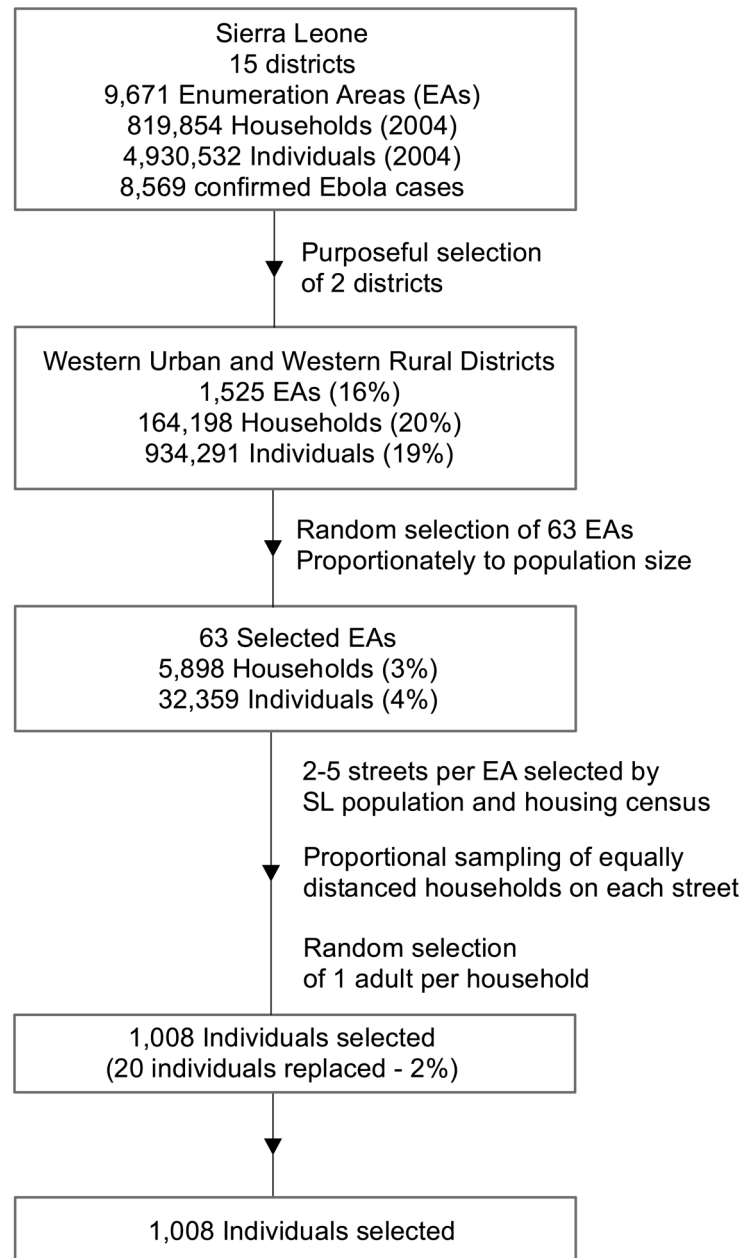 Sierra Leone
15 districts
9,671 Enumeration Areas (EAs)
819,854 Households (2004)
4,930,532 Individuals (2004)
8,569 confirmed Ebola cases
Purposeful selection
of 2 districts
Western Urban and Western Rural Districts
1,525 EAs (16%)
164,198 Households (20%)
934,291 Individuals (19%)
Random selection of 63 EAs
Proportionately to population size
63 Selected EAs
5,898 Households (3%)
32,359 Individuals (4%)
2-5 streets per EA selected by
SL population and housing census
Proportional sampling of equally
distanced households on each street
Random selection
of 1 adult per household
1,008 Individuals selected
(20 individuals replaced - 2%)
1,008 Individuals selected